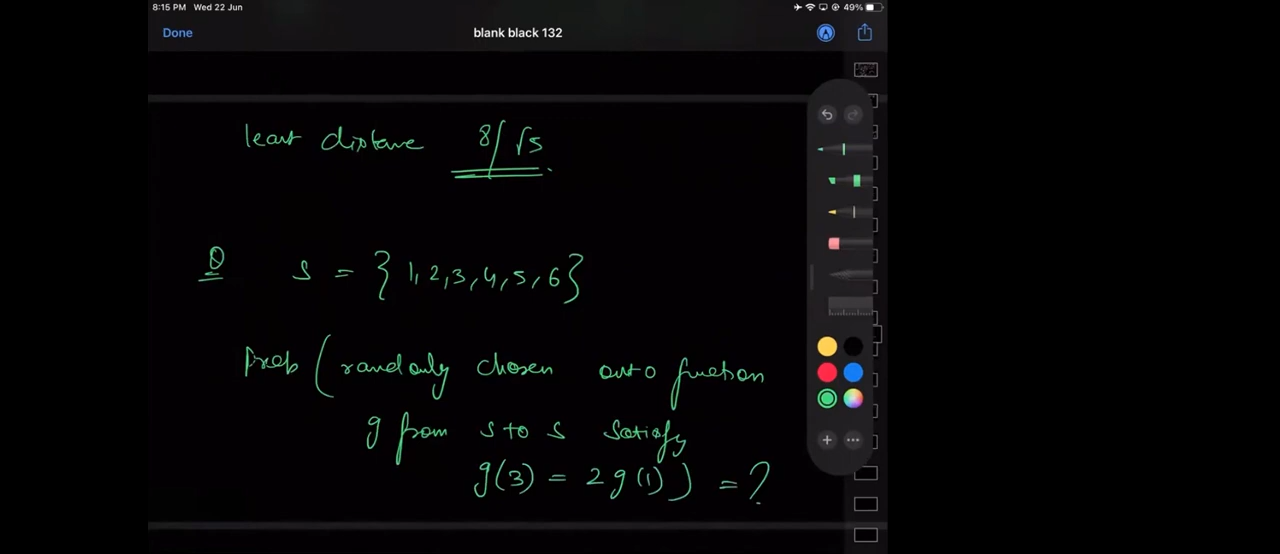 8:15 PM Wed 22 Jun
49%
Done
blank black 132
least distance 8/√5
Q S = {1,2,3,4,5,6}
Prob (randomly chosen onto function
g from S to S satisfy
g(3) = 2g(1)) = ?